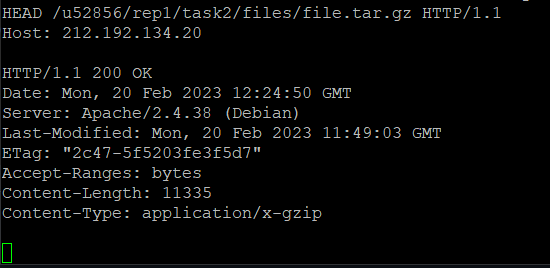 HEAD /u52856/rep1/task2/files/file.tar.gz HTTP/1.1
Host: 212.192.134.20
HTTP/1.1 200 OK
Date: Mon, 20 Feb 2023 12:24:50 GMT
Server: Apache/2.4.38 (Debian)
Last-Modified: Mon, 20 Feb 2023 11:49:03 GMT
ETag: "2c47-5f5203fe3f5d7"
Accept-Ranges: bytes
Content-Length: 11335
Content-Type: application/x-gzip